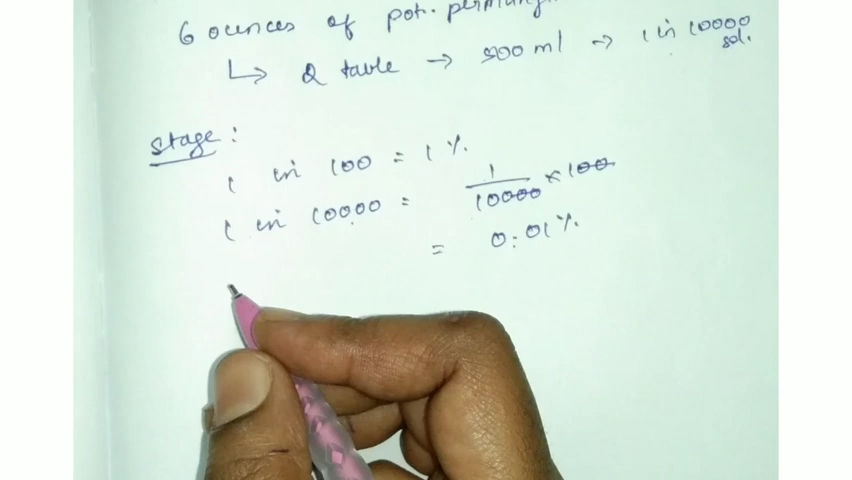 6 ounces of pot. permang
↳ 2 table → 500 ml → 1 in 10000 sol.
Stage:
1 in 100 = 1 %.
1 in 10000 = 1/10000 × 100
= 0.01 %.